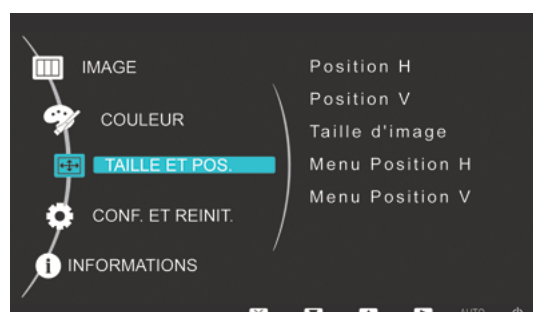 IMAGE
COULEUR
TAILLE ET POS.
CONF. ET REINIT.
INFORMATIONS
Position H
Position V
Taille d'image
Menu Position H
Menu Position V
AUTO